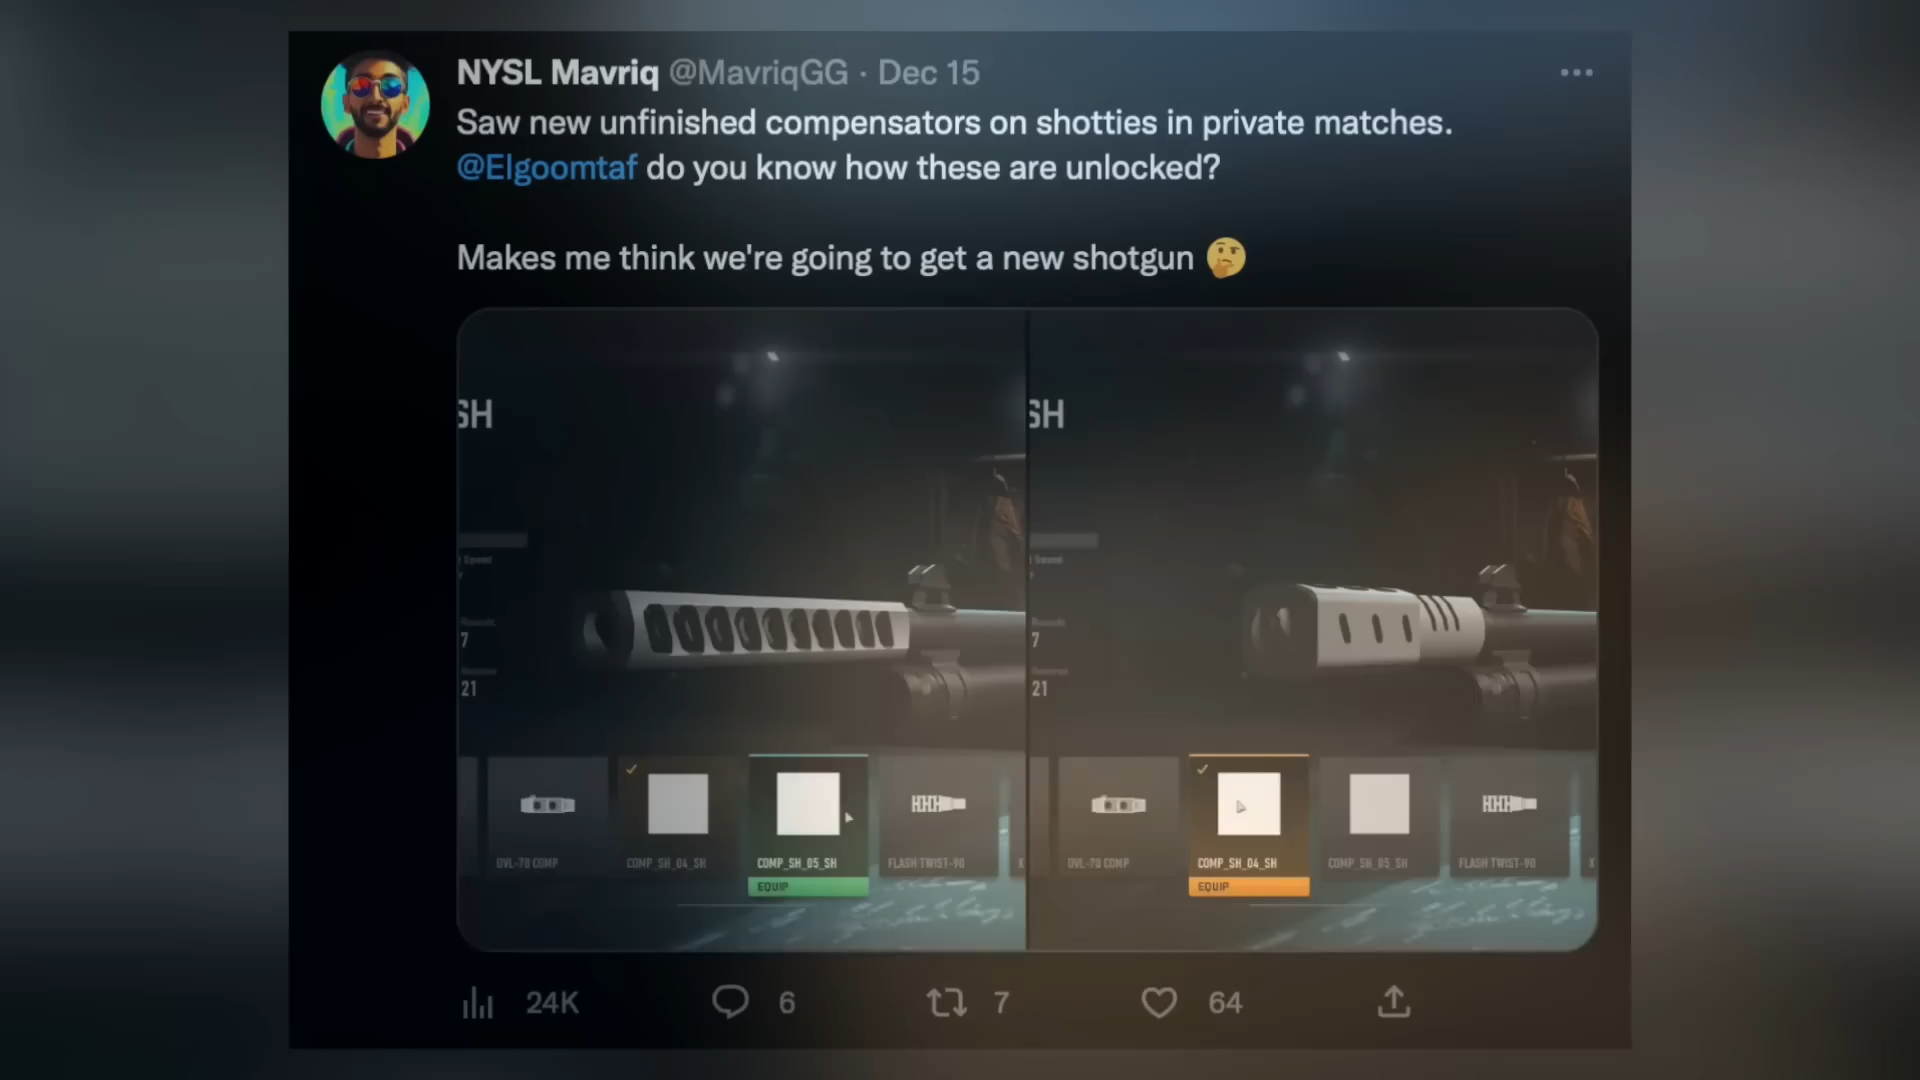 NYSL Mavriq @MavriqGG · Dec 15
Saw new unfinished compensators on shotties in private matches.
@Elgoomtaf do you know how these are unlocked?
Makes me think we're going to get a new shotgun 🤔
SH
7
21
OVL-70 COMP
COMP_SH_04_SH
COMP_SH_05_SH
FLASH TWIST-90
EQUIP
SH
7
21
OVL-70 COMP
COMP_SH_04_SH
COMP_SH_05_SH
FLASH TWIST-90
X
EQUIP
24K
6
7
64